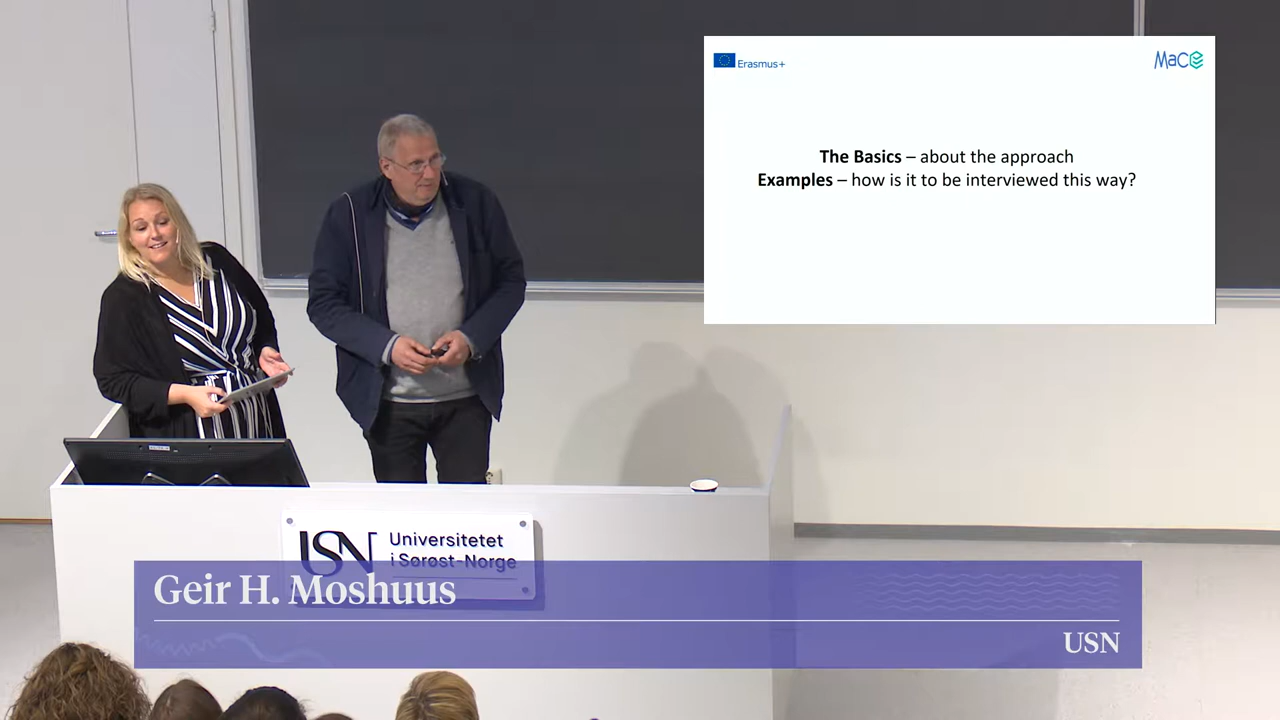 Erasmus+
MaCE
The Basics – about the approach
Examples – how is it to be interviewed this way?
USN
Universitetet
i Sørøst-Norge
Geir H. Moshuus
USN